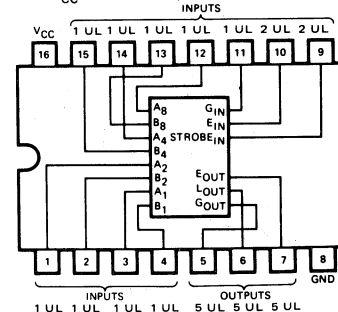 CC
INPUTS
VCC 1 UL 1 UL 1 UL 1 UL 1 UL 2 UL 2 UL
16 15 14 13 12 11 10 9
A8 GIN
B8 EIN
A4 STROBEIN
B4
A2
B2 EOUT
A1 LOUT
B1 GOUT
1 2 3 4 5 6 7 8
GND
INPUTS OUTPUTS
1 UL 1 UL 1 UL 1 UL 5 UL 5 UL 5 UL